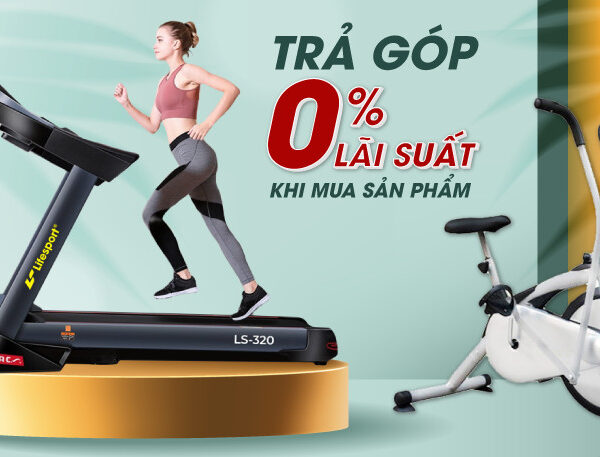 TRẢ GÓP
0%
LÃI SUẤT
KHI MUA SẢN PHẨM
Lifesport
LS-320